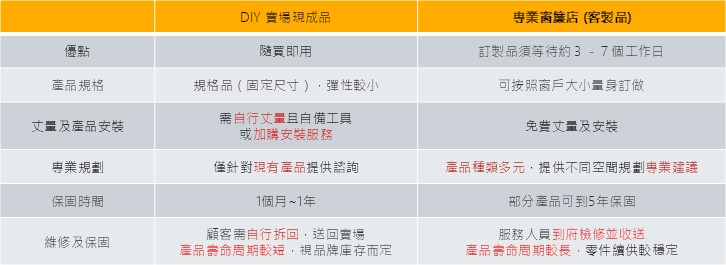 DIY 賣場現成品 專業窗簾店 (客製品)
優點 隨買即用 訂製品須等待約 3 - 7 個工作日
產品規格 規格品 ( 固定尺寸 )，彈性較小 可按照窗戶大小量身訂做
丈量及產品安裝 需自行丈量且自備工具 免費丈量及安裝
或加購安裝服務
專業規劃 僅針對現有產品提供諮詢 產品種類多元，提供不同空間規劃專業建議
保固時間 1個月~1年 部分產品可到5年保固
維修及保固 顧客需自行拆回，送回賣場 服務人員到府檢修並收送
產品壽命周期較短，視品牌庫存而定 產品壽命周期較長，零件續供較穩定